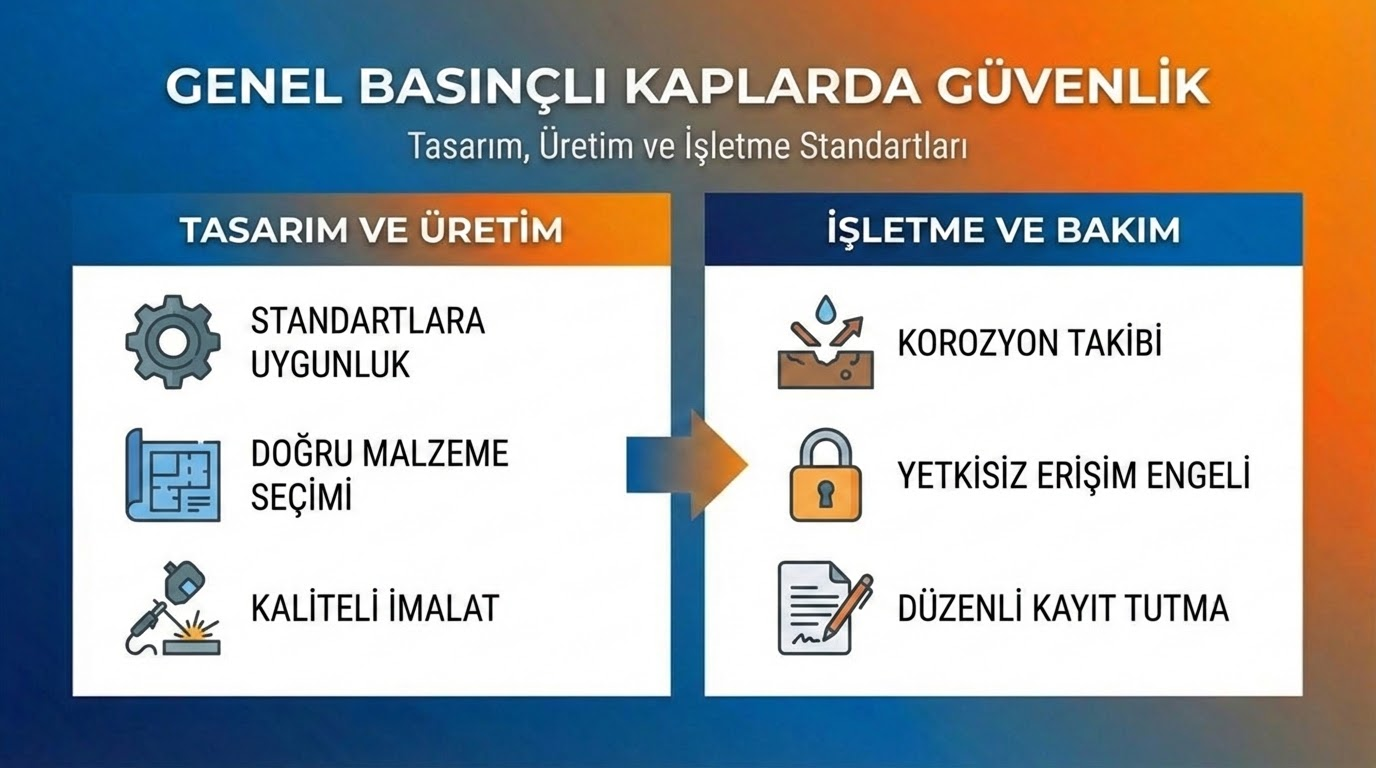 GENEL BASINÇLI KAPLARDA GÜVENLİK
Tasarım, Üretim ve İşletme Standartları
TASARIM VE ÜRETİM
STANDARTLARA
UYGUNLUK
DOĞRU MALZEME
SEÇİMİ
KALİTELİ İMALAT
İŞLETME VE BAKIM
KOROZYON TAKİBİ
YETKİSİZ ERİŞİM ENGELİ
DÜZENLİ KAYIT TUTMA